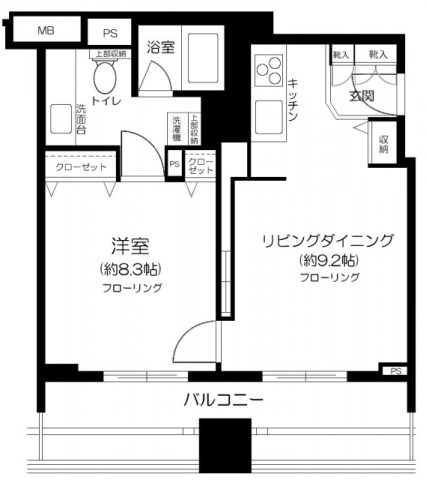 MB
PS
上部収納
浴室
トイレ
洗面台
洗濯機
上部収納
キッチン
靴入
靴入
玄関
収納
クローゼット
PS
クローゼット
洋室
(約8.3帖)
フローリング
リビングダイニング
(約9.2帖)
フローリング
PS
バルコニー